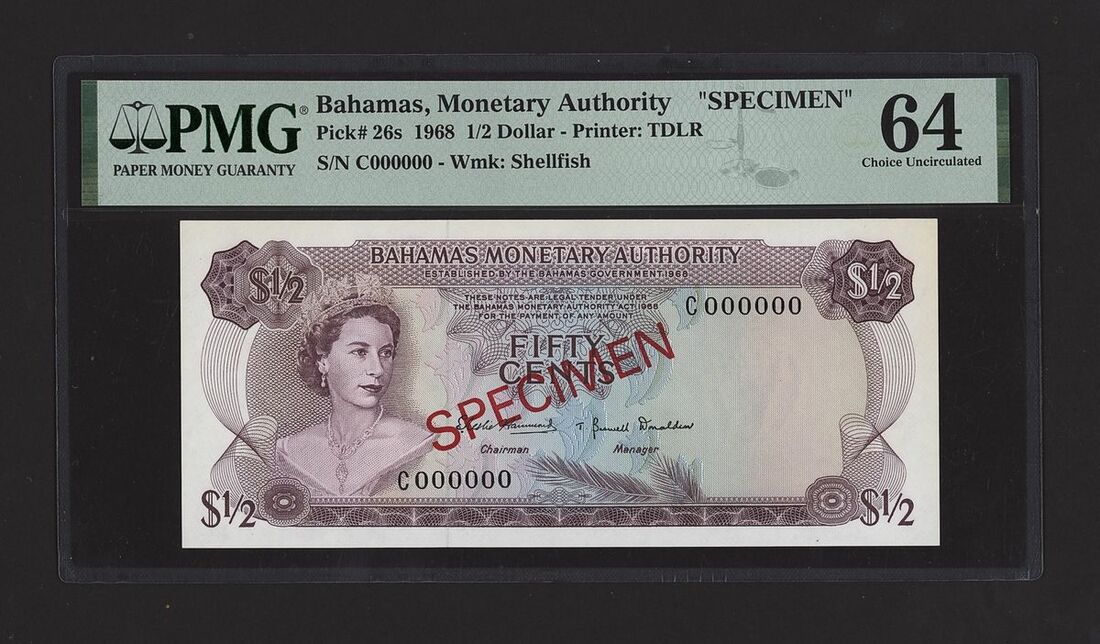 PMG®
PAPER MONEY GUARANTY
Bahamas, Monetary Authority "SPECIMEN"
Pick# 26s 1968 1/2 Dollar - Printer: TDLR
S/N C000000 - Wmk: Shellfish
64
Choice Uncirculated
BAHAMAS MONETARY AUTHORITY
ESTABLISHED BY THE BAHAMAS GOVERNMENT 1968
$1/2
$1/2
THESE NOTES ARE LEGAL TENDER UNDER
THE BAHAMAS MONETARY AUTHORITY ACT 1968
FOR THE PAYMENT OF ANY AMOUNT
C000000
FIFTY
CENTS
SPECIMEN
T. Burnell Donaldson
Chairman
Manager
C000000
$1/2
$1/2